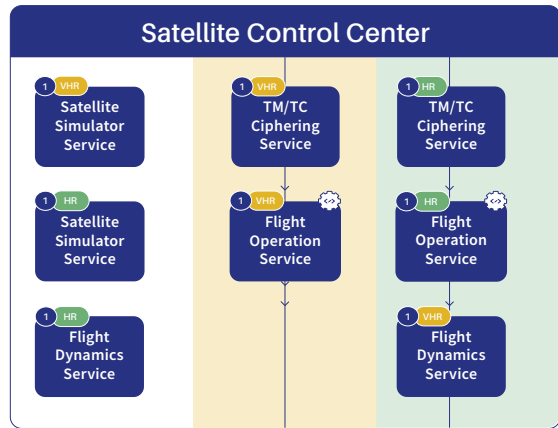 Satellite Control Center
1 VHR
Satellite
Simulator
Service
1 VHR
TM/TC
Ciphering
Service
1 HR
TM/TC
Ciphering
Service
1 HR
Satellite
Simulator
Service
1 VHR
Flight
Operation
Service
1 HR
Flight
Operation
Service
1 HR
Flight
Dynamics
Service
1 VHR
Flight
Dynamics
Service